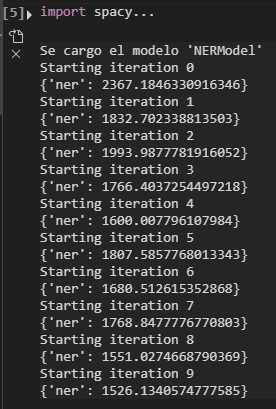 [5] import spacy...
Se cargo el modelo 'NERModel'
Starting iteration 0
{'ner': 2367.1846330916346}
Starting iteration 1
{'ner': 1832.702338813503}
Starting iteration 2
{'ner': 1993.9877781916052}
Starting iteration 3
{'ner': 1766.4037254497218}
Starting iteration 4
{'ner': 1600.007796107984}
Starting iteration 5
{'ner': 1807.5857768013343}
Starting iteration 6
{'ner': 1680.512615352868}
Starting iteration 7
{'ner': 1768.8477776770803}
Starting iteration 8
{'ner': 1551.0274668790369}
Starting iteration 9
{'ner': 1526.1340574777585}